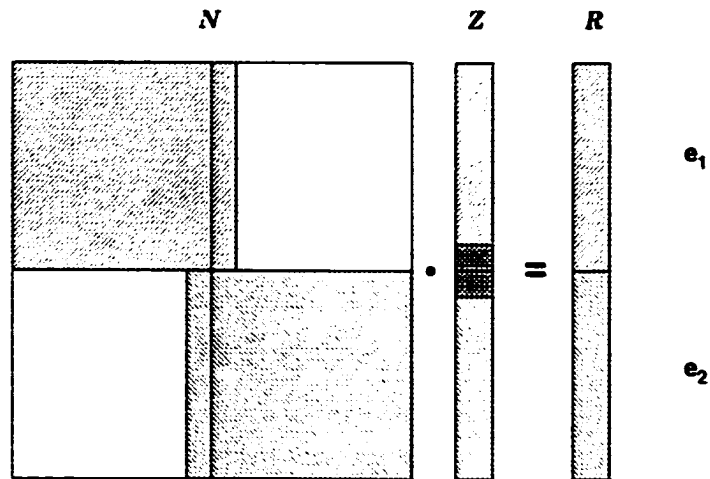 N Z R
e₁
• =
e₂